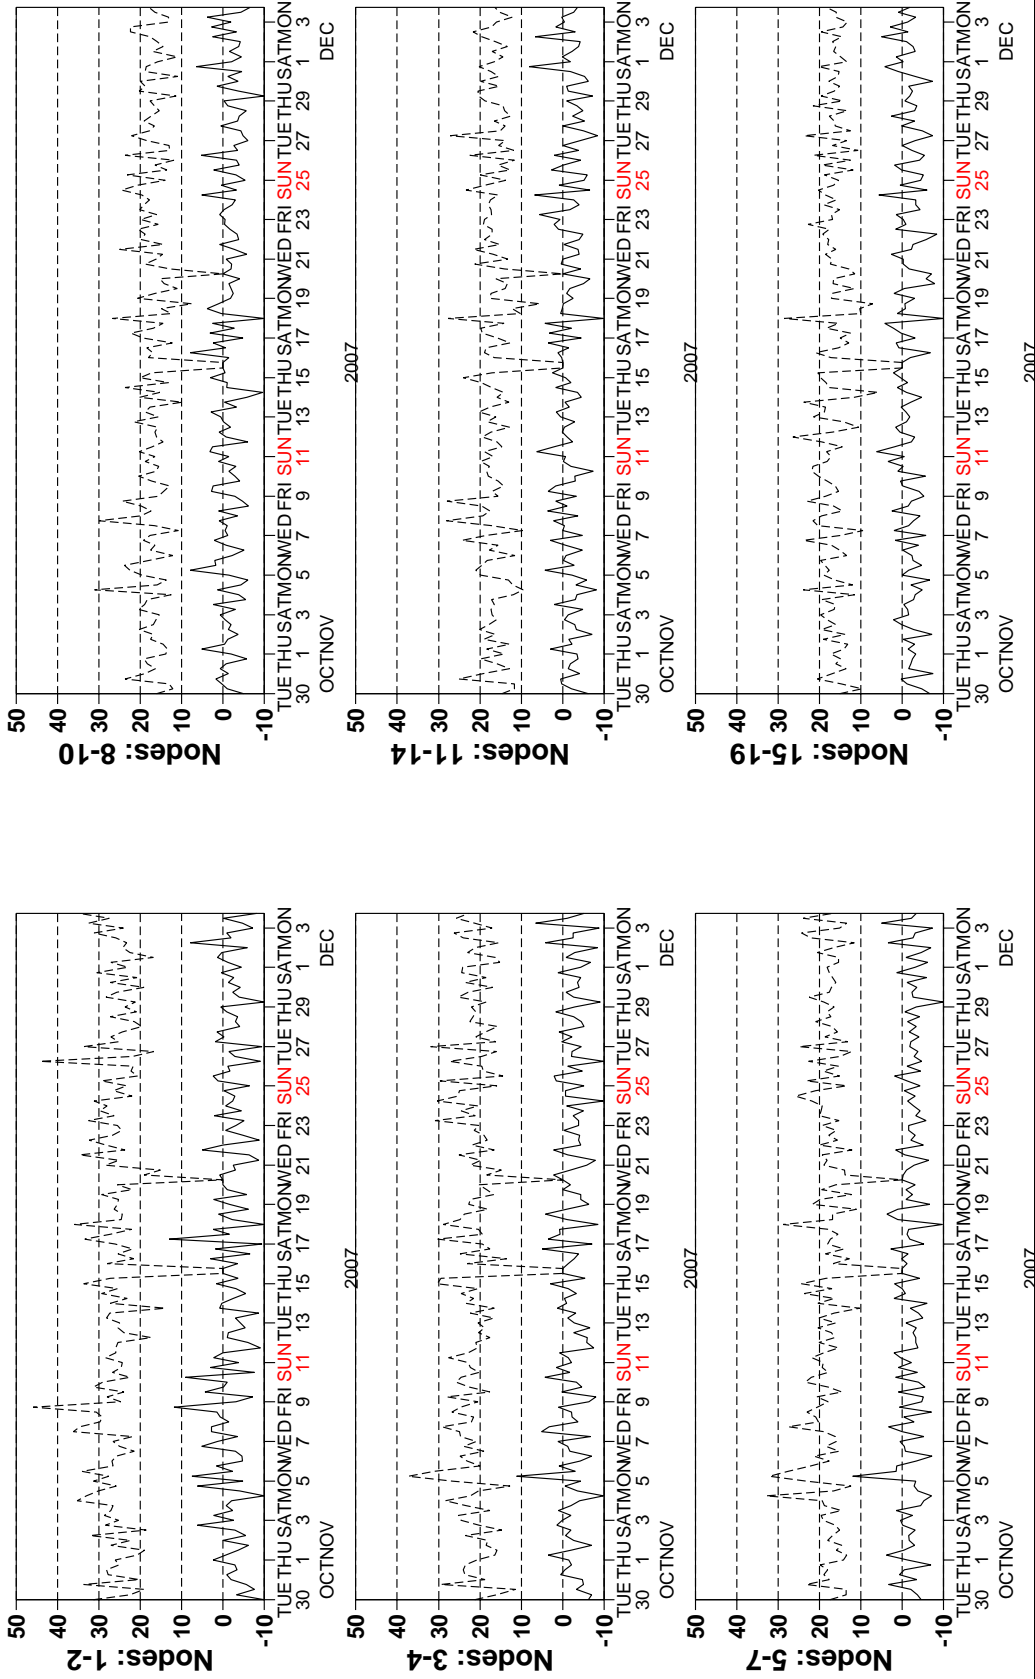 Nodes: 1-2
50
40
30
20
10
0
-10
TUE THU SAT MON WED FRI SUN TUE THU SAT MON WED FRI SUN TUE THU SAT MON
30 1 3 5 7 9 11 13 15 17 19 21 23 25 27 29 1 3
OCT NOV DEC
2007
Nodes: 3-4
50
40
30
20
10
0
-10
TUE THU SAT MON WED FRI SUN TUE THU SAT MON WED FRI SUN TUE THU SAT MON
30 1 3 5 7 9 11 13 15 17 19 21 23 25 27 29 1 3
OCT NOV DEC
2007
Nodes: 5-7
50
40
30
20
10
0
-10
TUE THU SAT MON WED FRI SUN TUE THU SAT MON WED FRI SUN TUE THU SAT MON
30 1 3 5 7 9 11 13 15 17 19 21 23 25 27 29 1 3
OCT NOV DEC
2007
Nodes: 8-10
50
40
30
20
10
0
-10
TUE THU SAT MON WED FRI SUN TUE THU SAT MON WED FRI SUN TUE THU SAT MON
30 1 3 5 7 9 11 13 15 17 19 21 23 25 27 29 1 3
OCT NOV DEC
2007
Nodes: 11-14
50
40
30
20
10
0
-10
TUE THU SAT MON WED FRI SUN TUE THU SAT MON WED FRI SUN TUE THU SAT MON
30 1 3 5 7 9 11 13 15 17 19 21 23 25 27 29 1 3
OCT NOV DEC
2007
Nodes: 15-19
50
40
30
20
10
0
-10
TUE THU SAT MON WED FRI SUN TUE THU SAT MON WED FRI SUN TUE THU SAT MON
30 1 3 5 7 9 11 13 15 17 19 21 23 25 27 29 1 3
OCT NOV DEC
2007